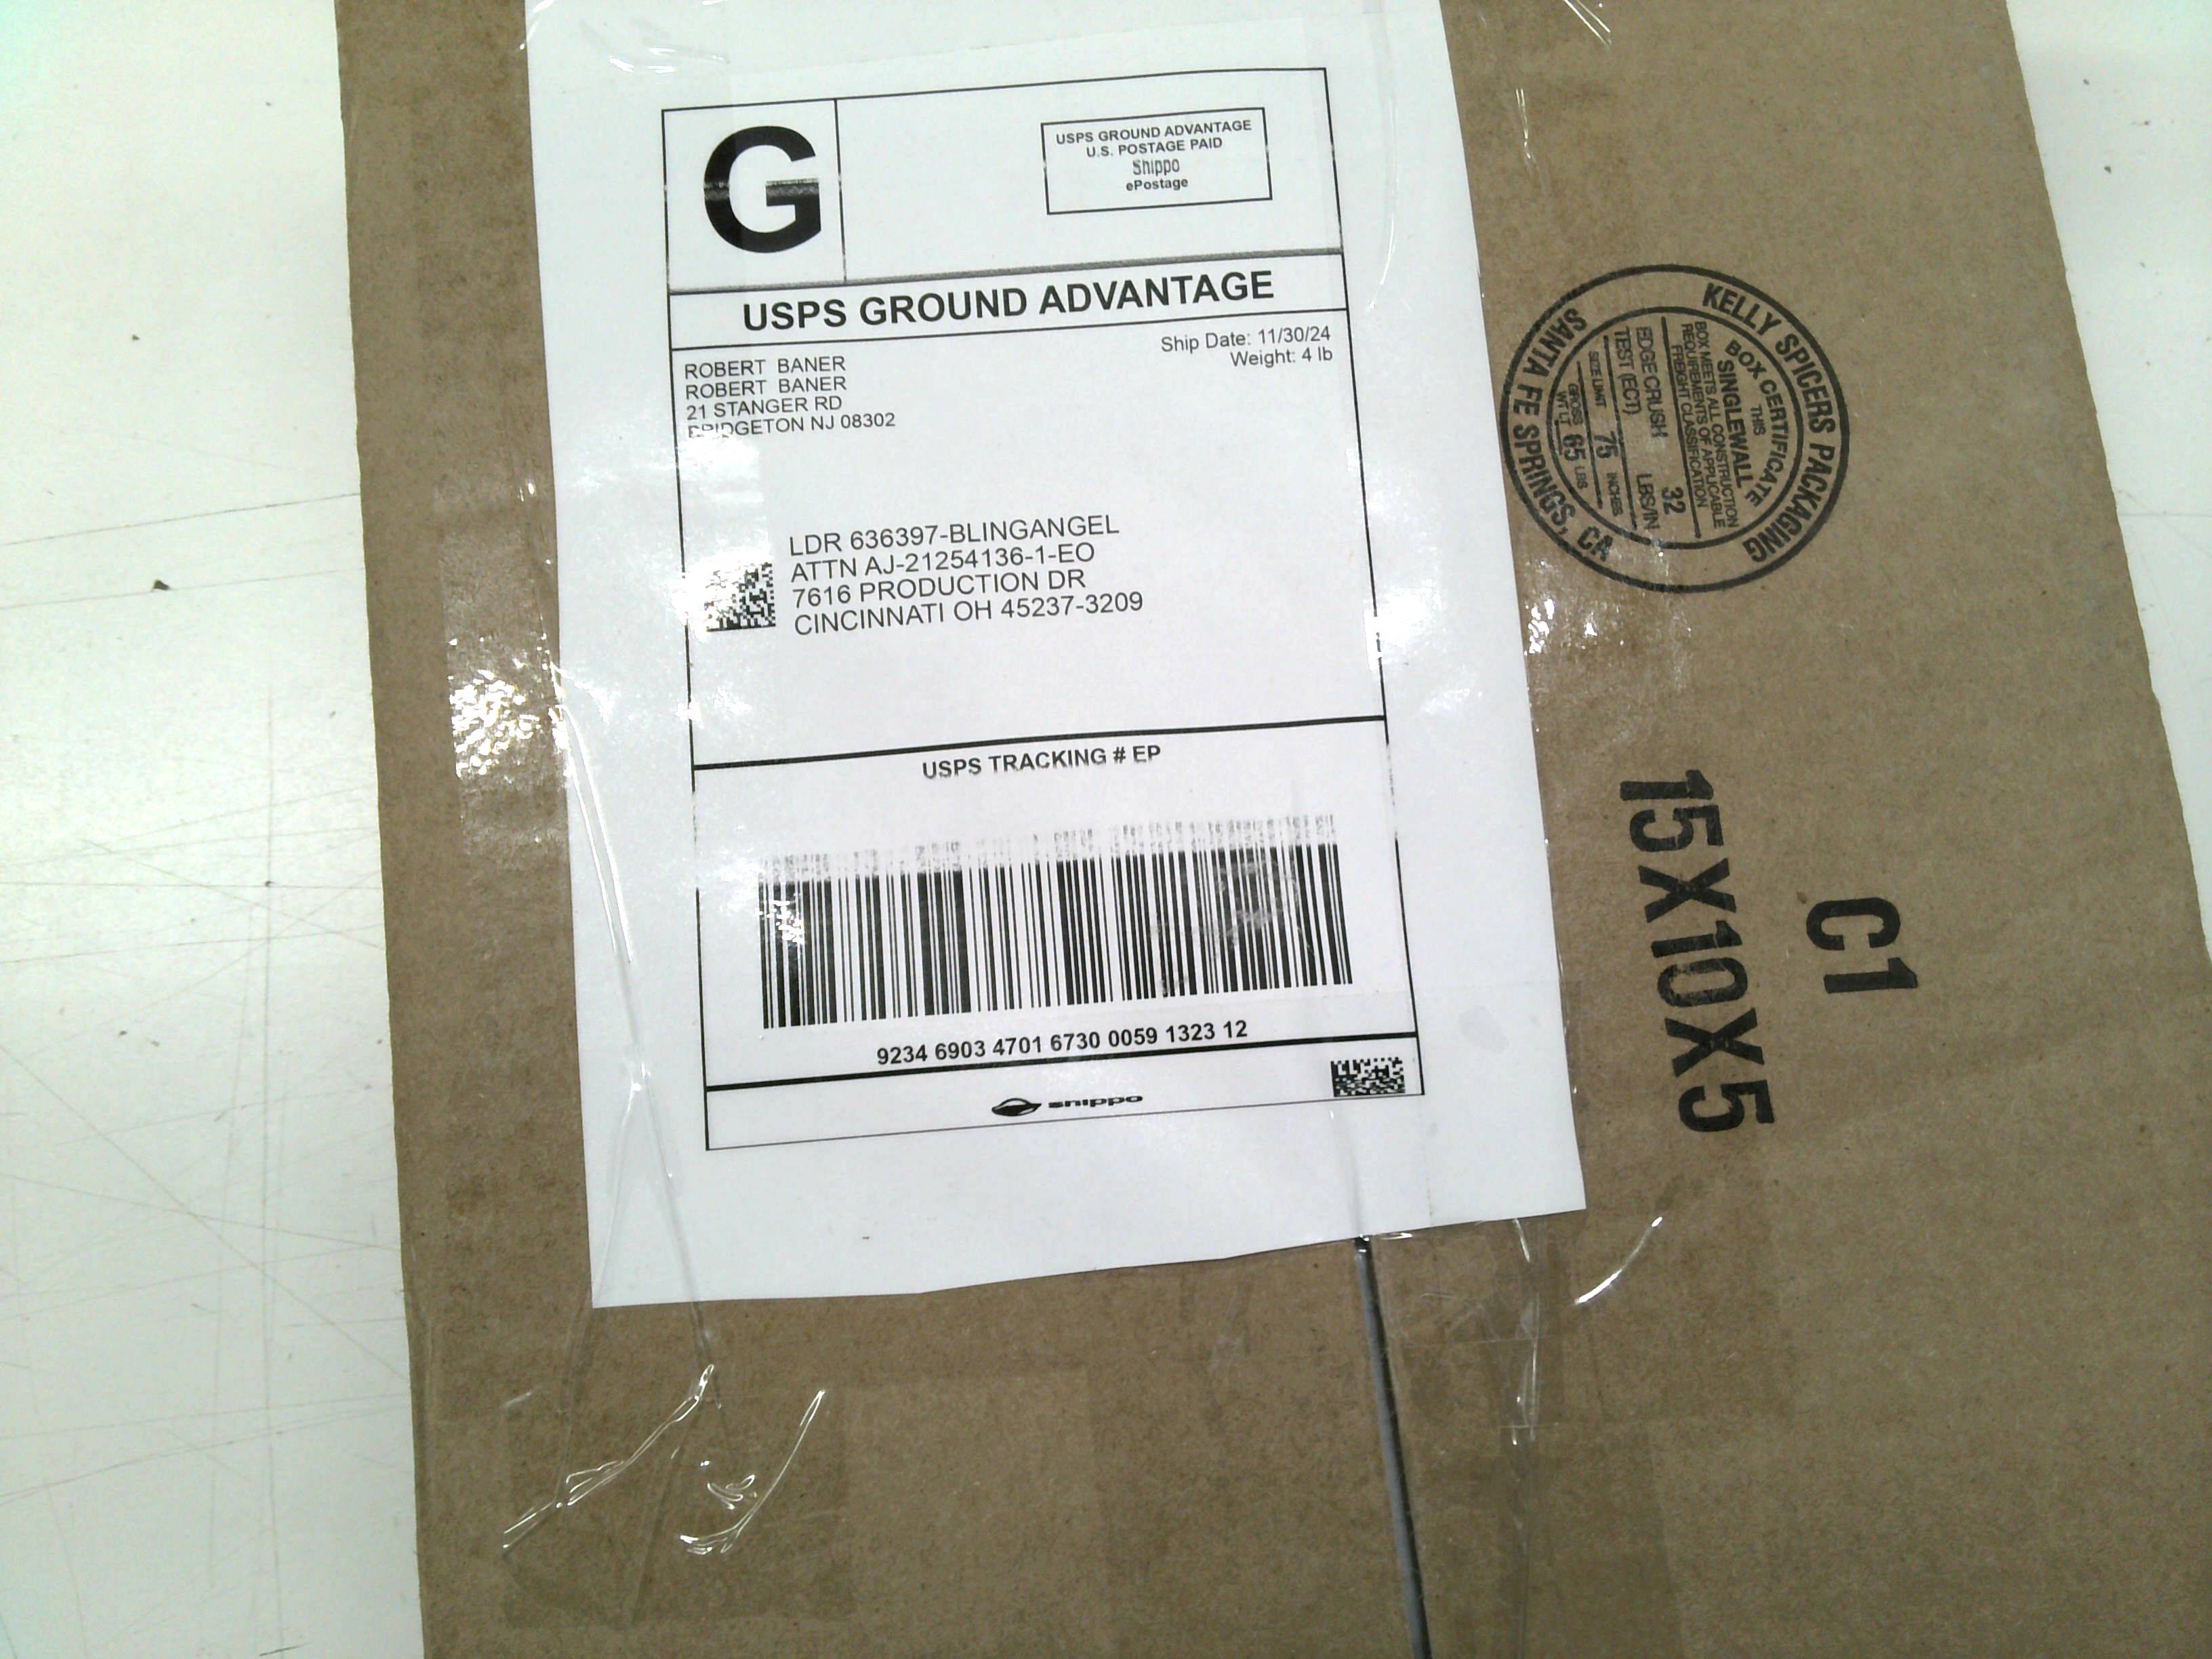 G
USPS GROUND ADVANTAGE
U.S. POSTAGE PAID
Shippo
ePostage
USPS GROUND ADVANTAGE
Ship Date: 11/30/24
Weight: 4 lb
ROBERT BANER
ROBERT BANER
21 STANGER RD
BRIDGETON NJ 08302
LDR 636397-BLINGANGEL
ATTN AJ-21254136-1-EO
7616 PRODUCTION DR
CINCINNATI OH 45237-3209
USPS TRACKING # EP
9234 6903 4701 6730 0059 1323 12
shippo
KELLY SPICERS PACKAGING
BOX CERTIFICATE
THIS
SINGLEWALL
BOX MEETS ALL CONSTRUCTION
REQUIREMENTS OF APPLICABLE
FREIGHT CLASSIFICATION
EDGE CRUSH
TEST (ECT) 32 LBS/IN
SIZE LIMIT 75 INCHES
GROSS
WT LT 65 LBS
SANTA FE SPRINGS, CA
C1
15X10X5